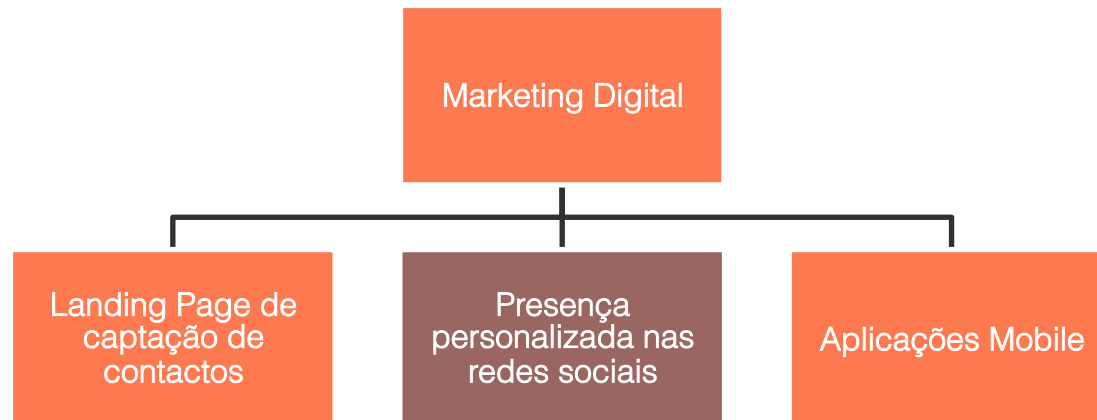 Marketing Digital
Landing Page de
captação de
contactos
Presença
personalizada nas
redes sociais
Aplicações Mobile